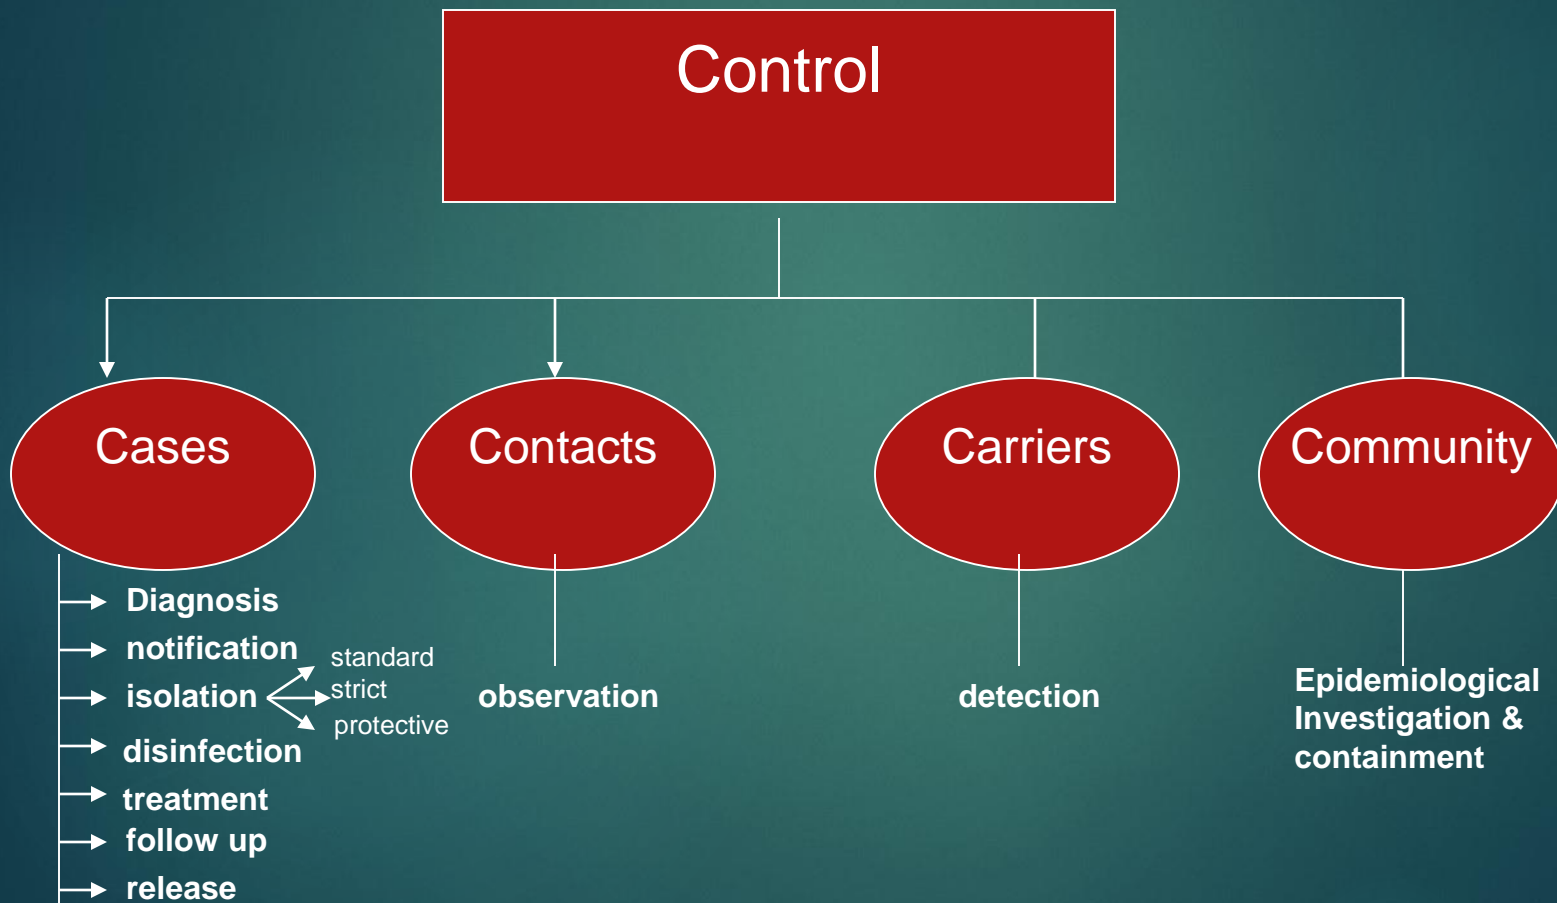 Control
Cases
Contacts
Carriers
Community
Diagnosis
notification
isolation
standard
strict
protective
disinfection
treatment
follow up
release
observation
detection
Epidemiological
Investigation &
containment